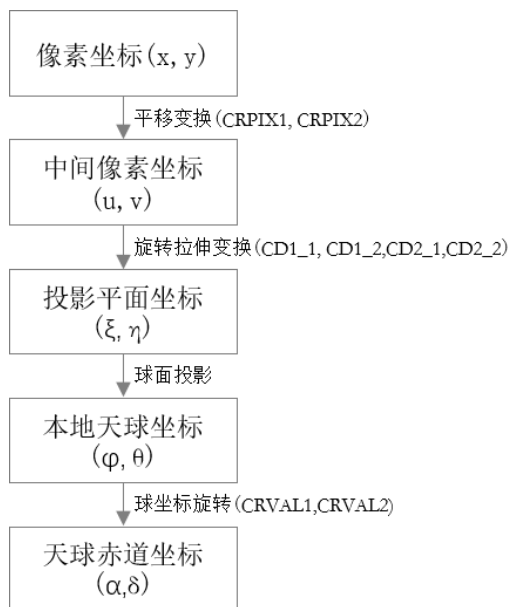 像素坐标(x, y)
平移变换(CRPIX1, CRPIX2)
中间像素坐标
(u, v)
旋转拉伸变换(CD1_1, CD1_2,CD2_1,CD2_2)
投影平面坐标
(ξ, η)
球面投影
本地天球坐标
(φ, θ)
球坐标旋转(CRVAL1,CRVAL2)
天球赤道坐标
(α,δ)